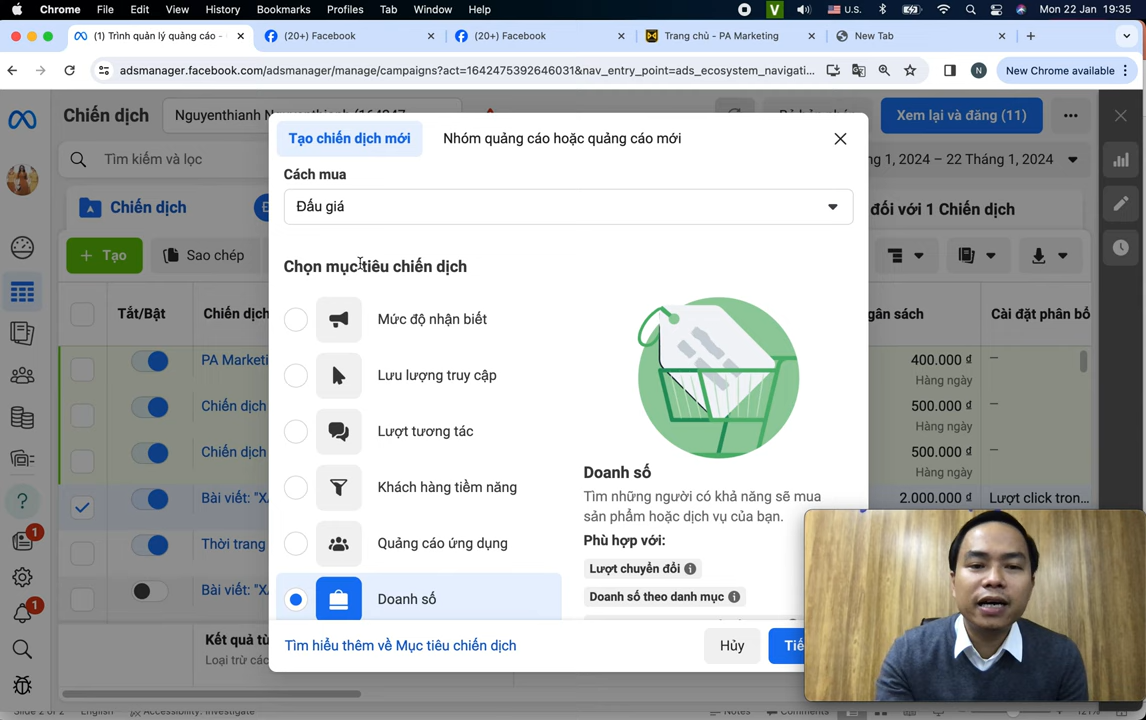 Chrome File Edit View History Bookmarks Profiles Tab Window Help
V U.S. Mon 22 Jan 19:35
(1) Trình quản lý quảng cáo -
(20+) Facebook
(20+) Facebook
Trang chủ - PA Marketing
New Tab
adsmanager.facebook.com/adsmanager/manage/campaigns?act=1642475392646031&nav_entry_point=ads_ecosystem_navigati...
N
New Chrome available
Chiến dịch
Xem lại và đăng (11)
Tìm kiếm và lọc
1, 2024 – 22 Tháng 1, 2024
Chiến dịch
đối với 1 Chiến dịch
+ Tạo
Sao chép
Tắt/Bật
Chiến dịch
Cài đặt phân bổ
PA Marketi
400.000 đ
–
Hàng ngày
Chiến dịch
500.000 đ
–
Hàng ngày
Chiến dịch
500.000 đ
–
Hàng ngày
Bài viết: "X
2.000.000 đ
Lượt click tron...
Thời trang
Bài viết: "X
Kết quả từ
Loại trừ các
?
1
1
Tạo chiến dịch mới
Nhóm quảng cáo hoặc quảng cáo mới
Cách mua
Đấu giá
Chọn mục tiêu chiến dịch
Mức độ nhận biết
Lưu lượng truy cập
Lượt tương tác
Khách hàng tiềm năng
Quảng cáo ứng dụng
Doanh số
Doanh số
Tìm những người có khả năng sẽ mua
sản phẩm hoặc dịch vụ của bạn.
Phù hợp với:
Lượt chuyển đổi
Doanh số theo danh mục
Tìm hiểu thêm về Mục tiêu chiến dịch
Hủy
Tiế